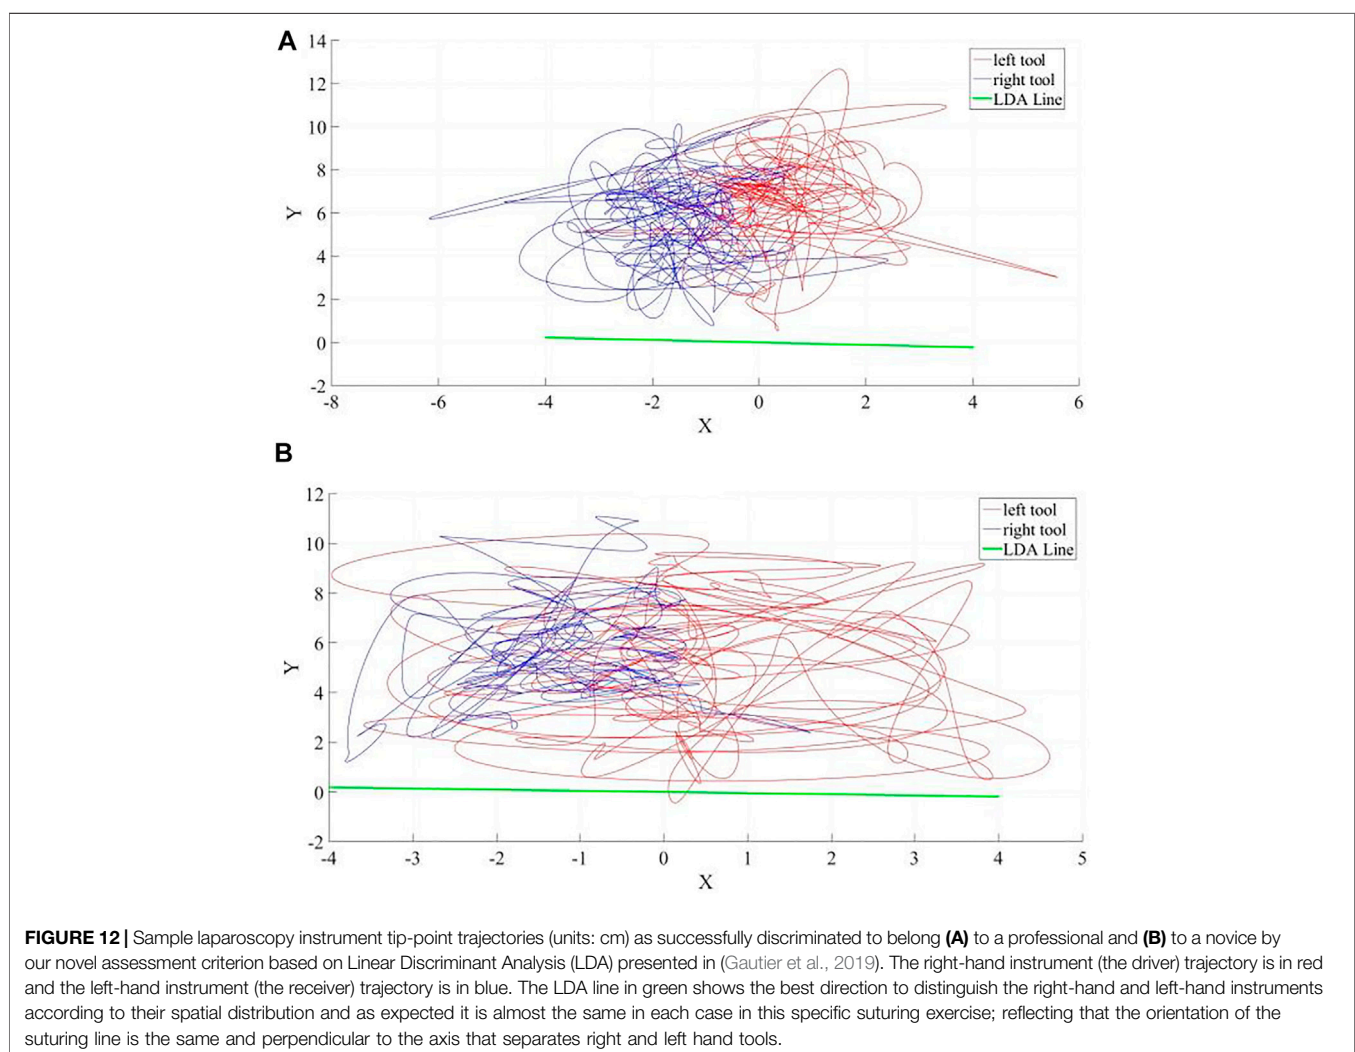 A
14
12
10
8
6
4
2
0
-2
Y
-8
-6
-4
-2
0
2
4
6
X
left tool
right tool
LDA Line
B
12
10
8
6
4
2
0
-2
Y
-4
-3
-2
-1
0
1
2
3
4
5
X
left tool
right tool
LDA Line
FIGURE 12 | Sample laparoscopy instrument tip-point trajectories (units: cm) as successfully discriminated to belong (A) to a professional and (B) to a novice by
our novel assessment criterion based on Linear Discriminant Analysis (LDA) presented in (Gautier et al., 2019). The right-hand instrument (the driver) trajectory is in red
and the left-hand instrument (the receiver) trajectory is in blue. The LDA line in green shows the best direction to distinguish the right-hand and left-hand instruments
according to their spatial distribution and as expected it is almost the same in each case in this specific suturing exercise; reflecting that the orientation of the
suturing line is the same and perpendicular to the axis that separates right and left hand tools.